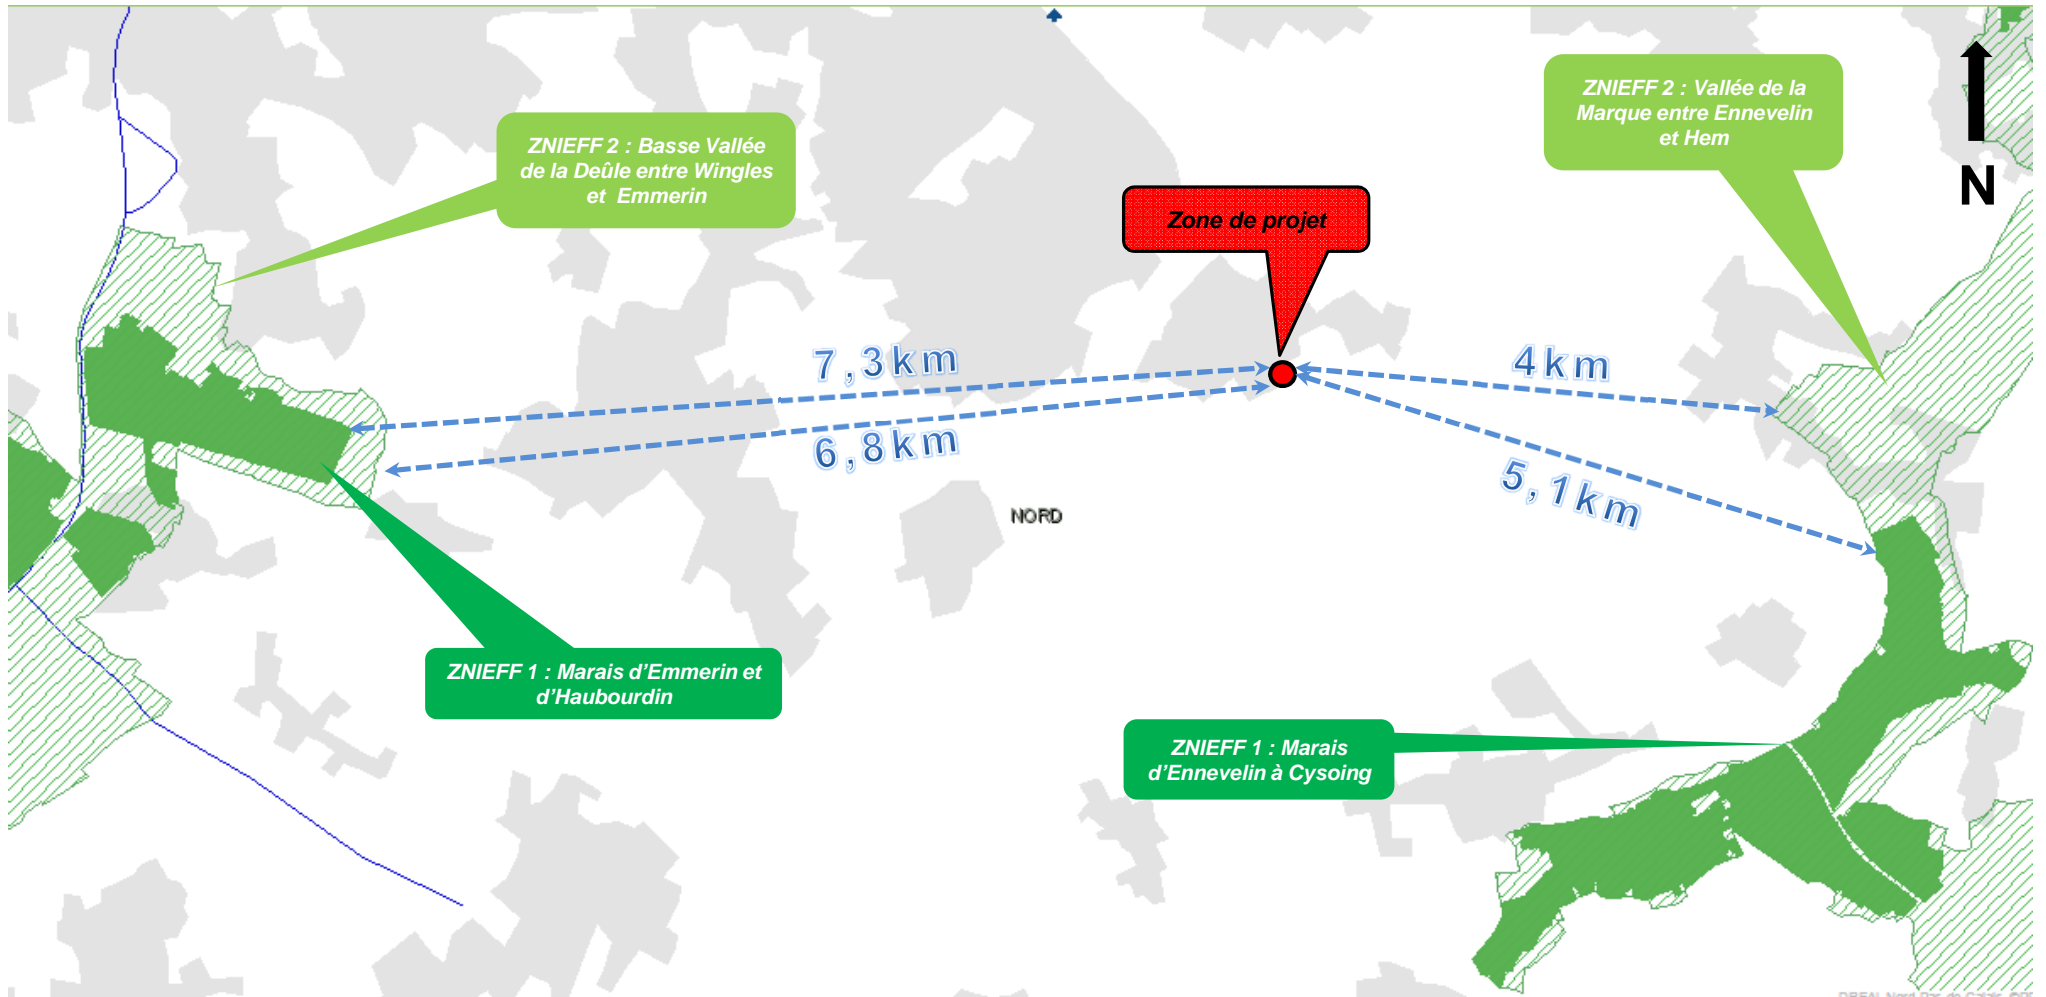 ZNIEFF 2 : Vallée de la
Marque entre Ennevelin
et Hem
ZNIEFF 2 : Basse Vallée
de la Deûle entre Wingles
et Emmerin
N
Zone de projet
7,3km
4km
6,8km
5,1km
NORD
ZNIEFF 1 : Marais d’Emmerin et
d’Haubourdin
ZNIEFF 1 : Marais
d’Ennevelin à Cysoing